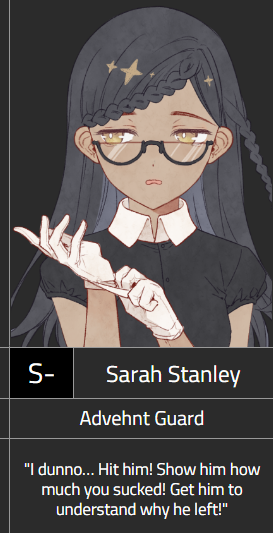 S-
Sarah Stanley
Advehnt Guard
"I dunno... Hit him! Show him how
much you sucked! Get him to
understand why he left!"